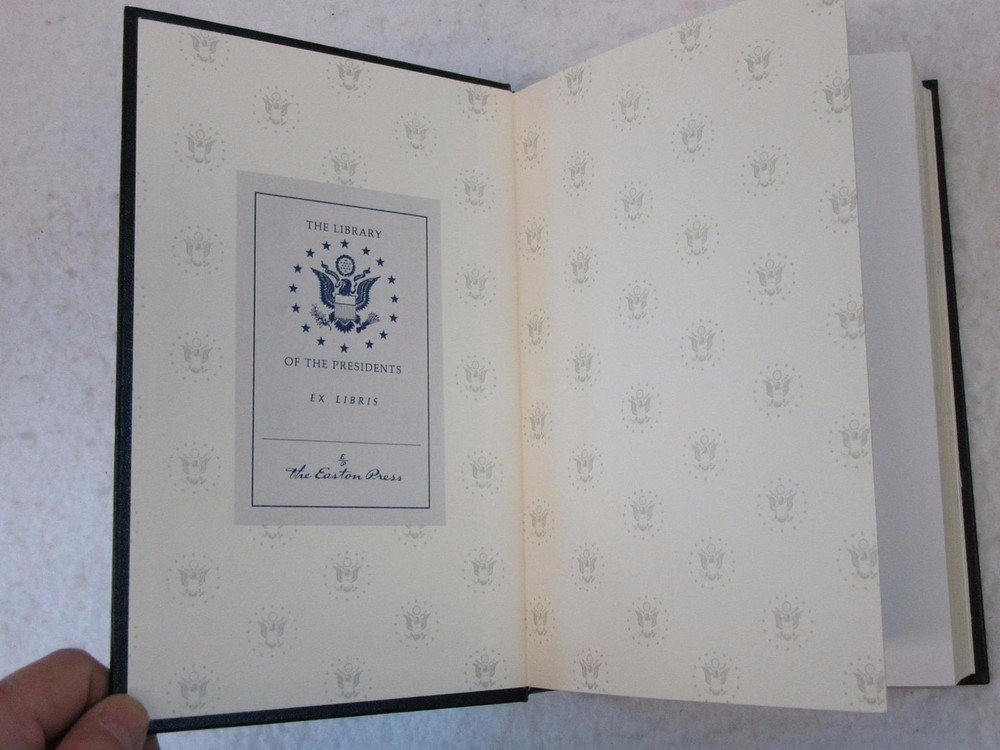 THE LIBRARY
OF THE PRESIDENTS
EX LIBRIS
The Easton Press